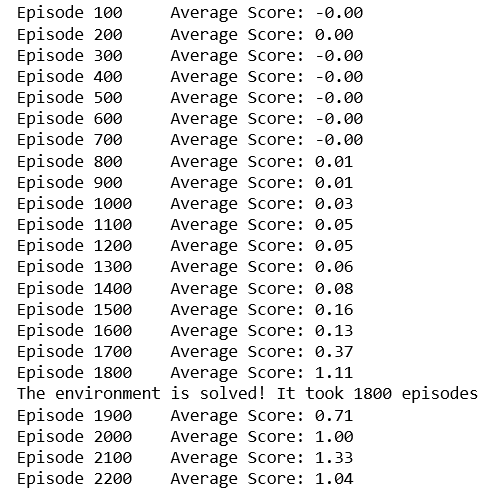 Episode 100	Average Score: -0.00
Episode 200	Average Score: 0.00
Episode 300	Average Score: -0.00
Episode 400	Average Score: -0.00
Episode 500	Average Score: -0.00
Episode 600	Average Score: -0.00
Episode 700	Average Score: -0.00
Episode 800	Average Score: 0.01
Episode 900	Average Score: 0.01
Episode 1000	Average Score: 0.03
Episode 1100	Average Score: 0.05
Episode 1200	Average Score: 0.05
Episode 1300	Average Score: 0.06
Episode 1400	Average Score: 0.08
Episode 1500	Average Score: 0.16
Episode 1600	Average Score: 0.13
Episode 1700	Average Score: 0.37
Episode 1800	Average Score: 1.11
The environment is solved! It took 1800 episodes
Episode 1900	Average Score: 0.71
Episode 2000	Average Score: 1.00
Episode 2100	Average Score: 1.33
Episode 2200	Average Score: 1.04